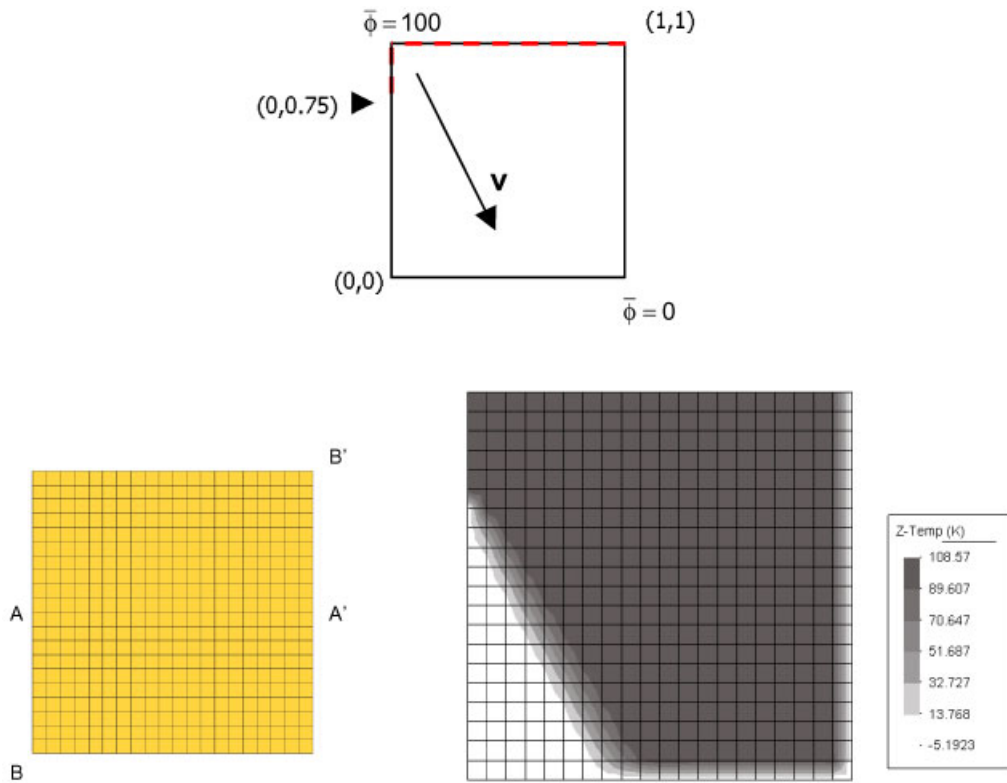 ϕ̅ = 100
(1,1)
(0,0.75)
v
(0,0)
ϕ̅ = 0
B'
A
A'
B
Z-Temp (K)
108.57
89.607
70.647
51.687
32.727
13.768
-5.1923